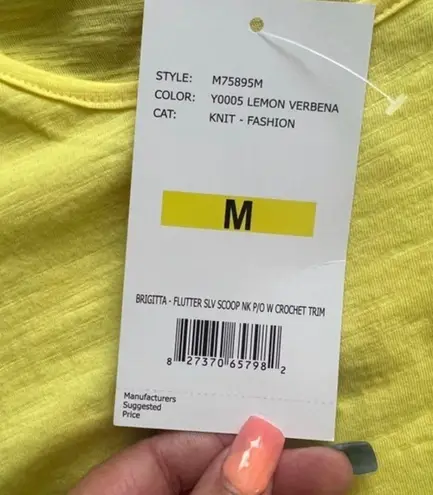 STYLE: M75895M
COLOR: Y0005 LEMON VERBENA
CAT: KNIT - FASHION
M
BRIGITTA - FLUTTER SLV SCOOP NK P/O W CROCHET TRIM
8 27370 65798 2
Manufacturers
Suggested
Price